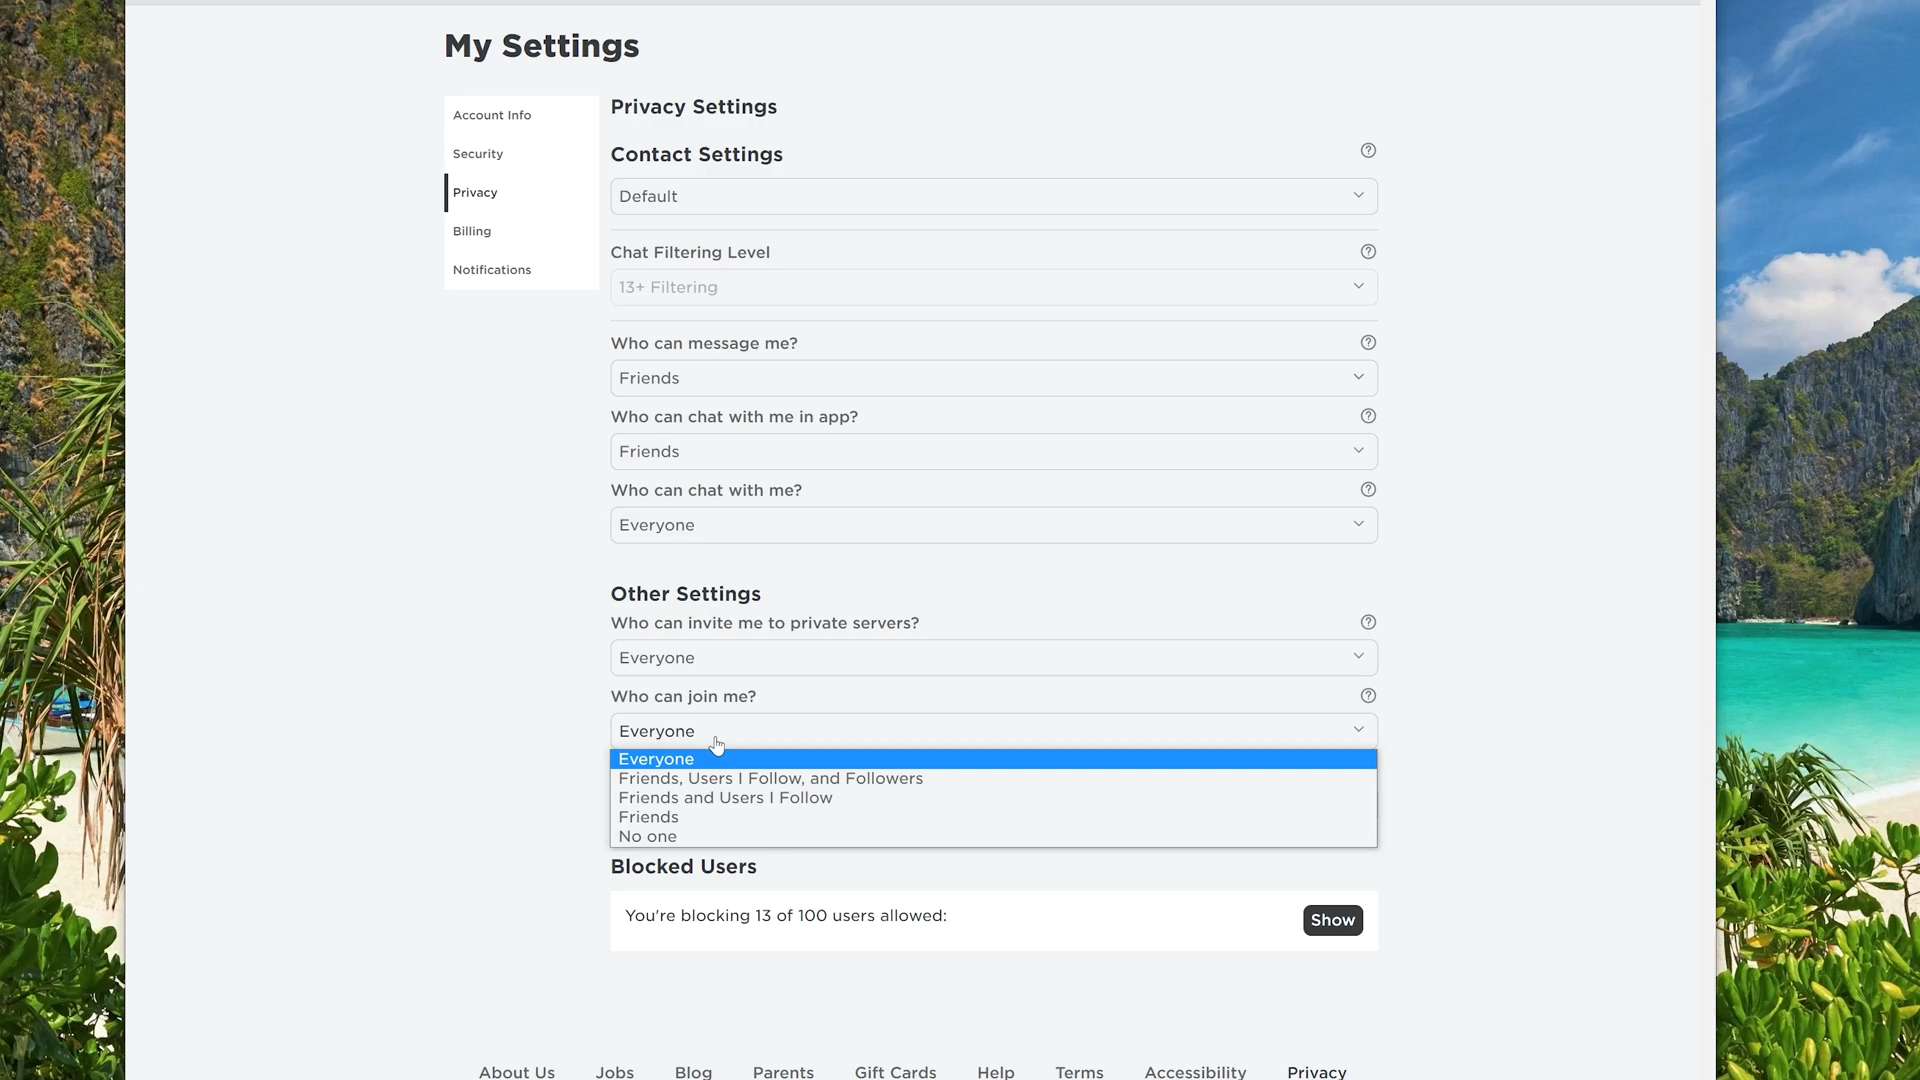 My Settings
Account Info
Security
Privacy
Billing
Notifications
Privacy Settings
Contact Settings
Default
Chat Filtering Level
13+ Filtering
Who can message me?
Friends
Who can chat with me in app?
Friends
Who can chat with me?
Everyone
Other Settings
Who can invite me to private servers?
Everyone
Who can join me?
Everyone
Everyone
Friends, Users I Follow, and Followers
Friends and Users I Follow
Friends
No one
Blocked Users
You're blocking 13 of 100 users allowed:
Show
About Us Jobs Blog Parents Gift Cards Help Terms Accessibility Privacy